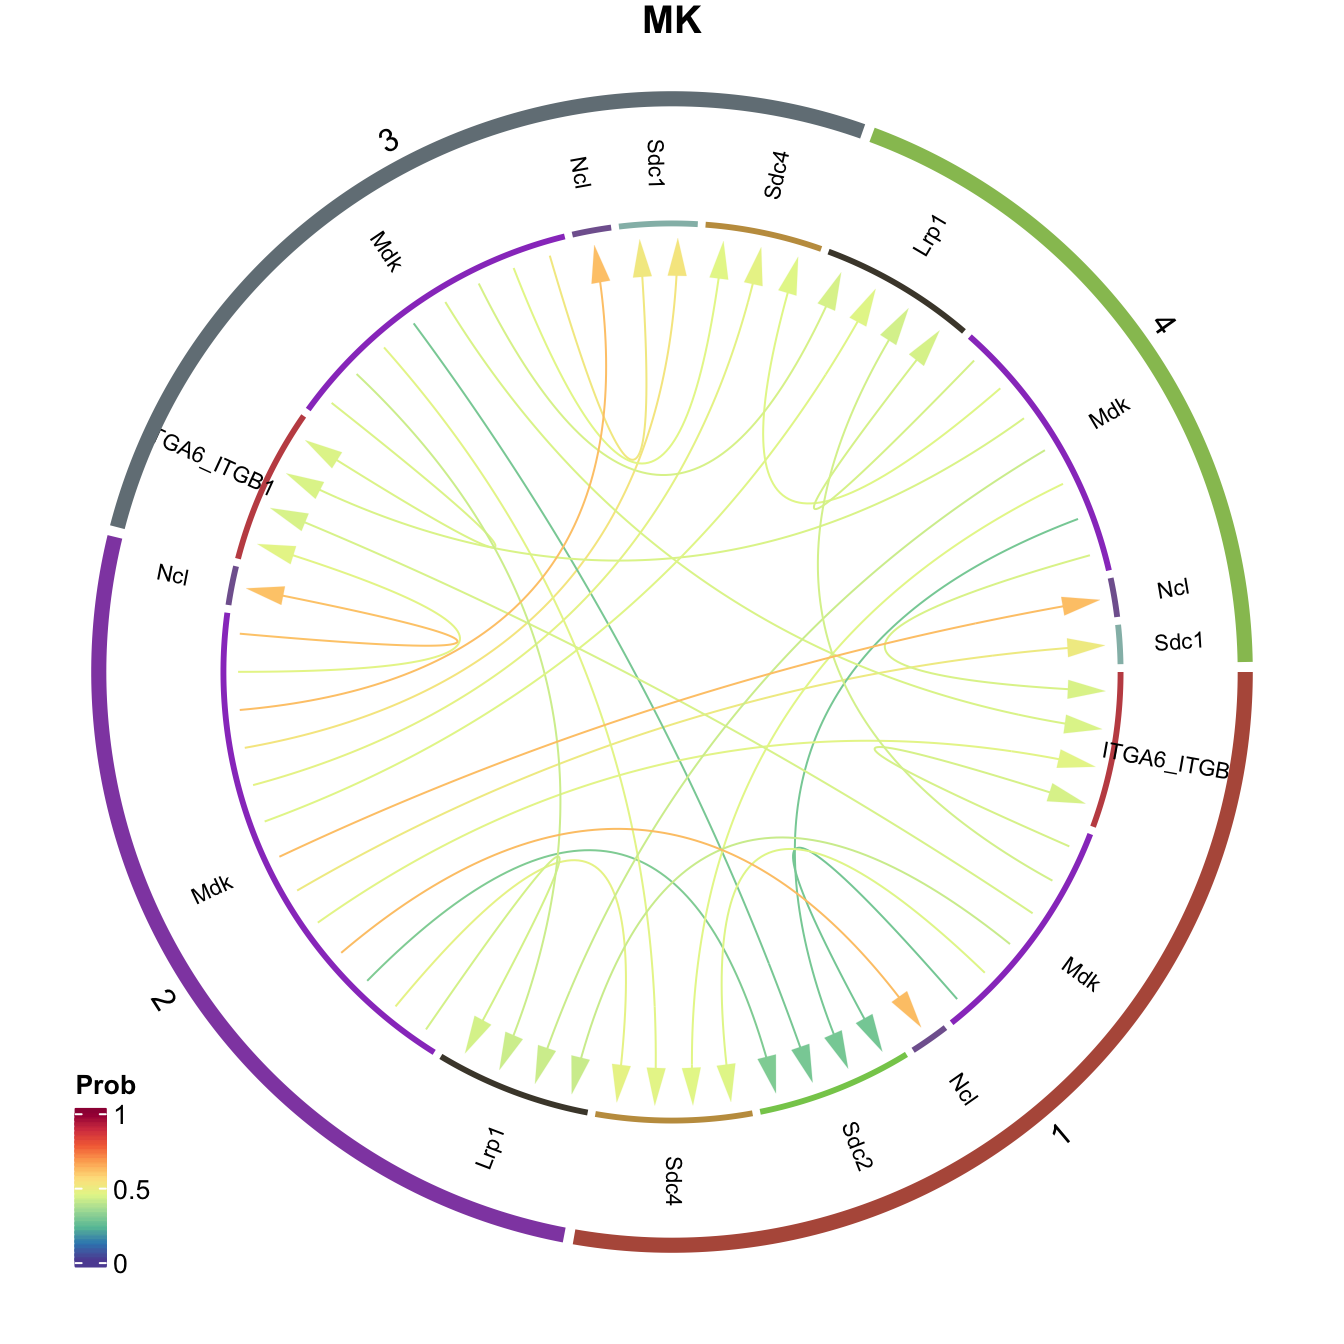 MK
3
Ncl
Sdc1
Sdc4
Lrp1
4
Mdk
Mdk
TGA6_ITGB1
Ncl
Ncl
Sdc1
ITGA6_ITGB
Mdk
Mdk
2
Ncl
1
Lrp1
Sdc4
Sdc2
Prob
1
0.5
0